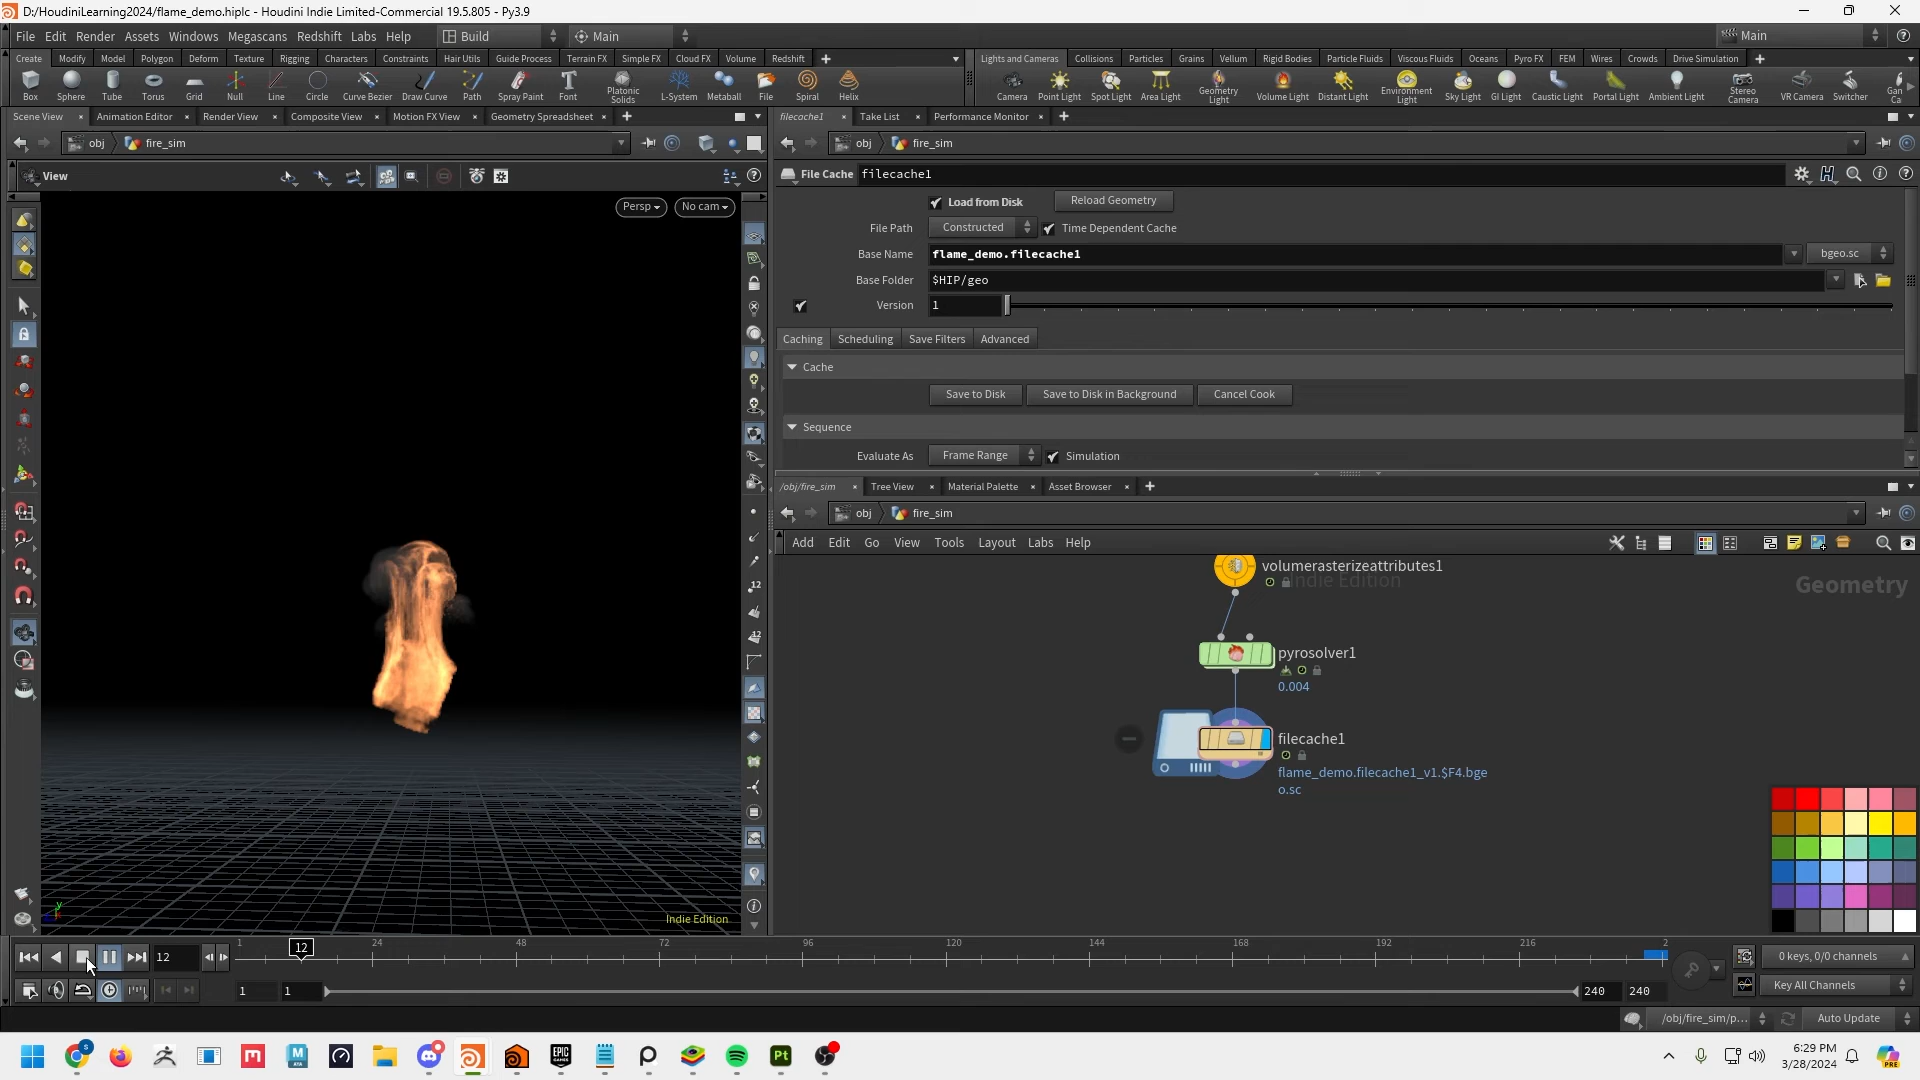 D:/HoudiniLearning2024/flame_demo.hiplc - Houdini Indie Limited-Commercial 19.5.805 - Py3.9
File Edit Render Assets Windows Megascans Redshift Labs Help Build Main Main
Create Modify Model Polygon Deform Texture Rigging Characters Constraints Hair Utils Guide Process Terrain FX Simple FX Cloud FX Volume Redshift
Lights and Cameras Collisions Particles Grains Vellum Rigid Bodies Particle Fluids Viscous Fluids Oceans Pyro FX FEM Wires Crowds Drive Simulation
Box Sphere Tube Torus Grid Null Line Circle Curve Bezier Draw Curve Path Spray Paint Font Platonic Solids L-System Metaball File Spiral Helix
Camera Point Light Spot Light Area Light Geometry Light Volume Light Distant Light Environment Light Sky Light GI Light Caustic Light Portal Light Ambient Light Stereo Camera VR Camera Switcher Gan Ca
Scene View Animation Editor Render View Composite View Motion FX View Geometry Spreadsheet
filecache1 Take List Performance Monitor
obj fire_sim
obj fire_sim
View
File Cache filecache1
Persp No cam
Load from Disk Reload Geometry
File Path Constructed Time Dependent Cache
Base Name flame_demo.filecache1 bgeo.sc
Base Folder $HIP/geo
Version 1
Caching Scheduling Save Filters Advanced
Cache
Save to Disk Save to Disk in Background Cancel Cook
Sequence
Evaluate As Frame Range Simulation
/obj/fire_sim Tree View Material Palette Asset Browser
obj fire_sim
Add Edit Go View Tools Layout Labs Help
volumerasterizeattributes1
Indie Edition
Geometry
pyrosolver1
0.004
filecache1
flame_demo.filecache1_v1.$F4.bge
o.sc
Indie Edition
12
1 12 24 48 72 96 120 144 168 192 216 2
0 keys, 0/0 channels
1 1 240 240
Key All Channels
/obj/fire_sim/p... Auto Update
6:29 PM
3/28/2024